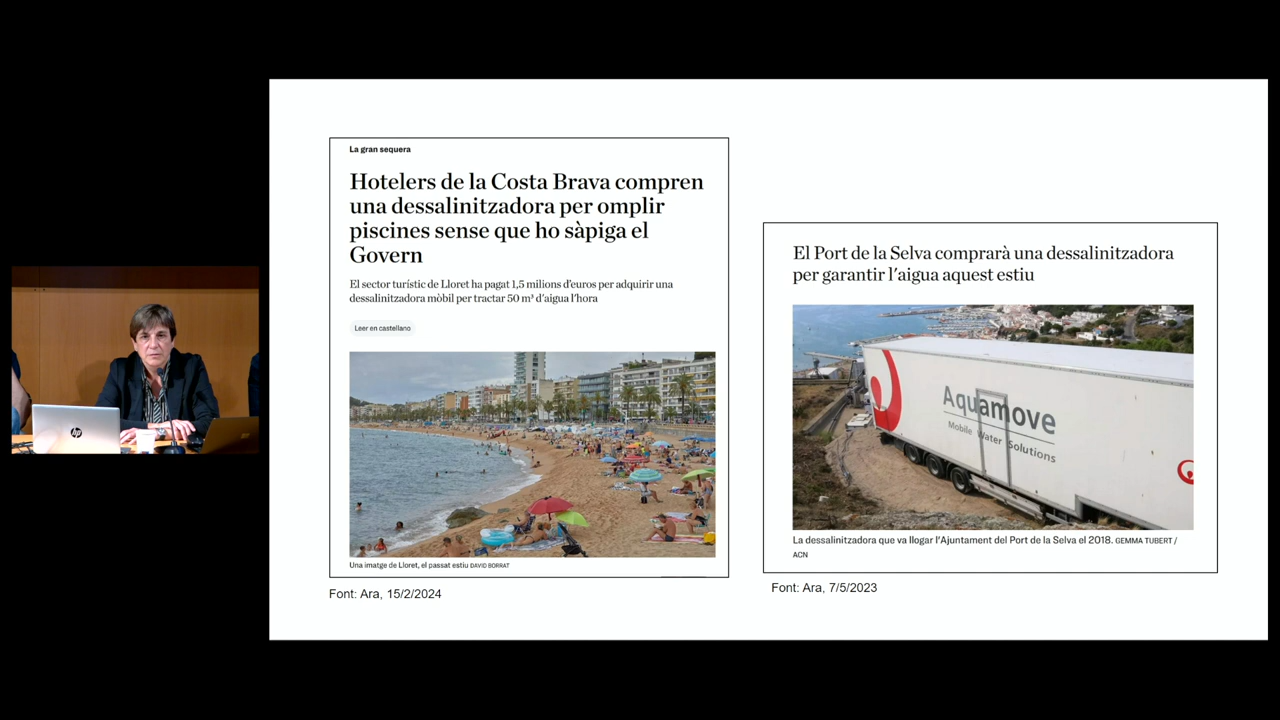 La gran sequera
Hotelers de la Costa Brava compren
una dessalinitzadora per omplir
piscines sense que ho sàpiga el
Govern
El sector turístic de Lloret ha pagat 1,5 milions d'euros per adquirir una
dessalinitzadora mòbil per tractar 50 m³ d'aigua l'hora
Leer en castellano
Una imatge de Lloret, el passat estiu DAVID BORRAT
Font: Ara, 15/2/2024
El Port de la Selva comprarà una dessalinitzadora
per garantir l'aigua aquest estiu
Aquamove
Mobile Water Solutions
La dessalinitzadora que va llogar l'Ajuntament del Port de la Selva el 2018. GEMMA TUBERT /
ACN
Font: Ara, 7/5/2023
hp